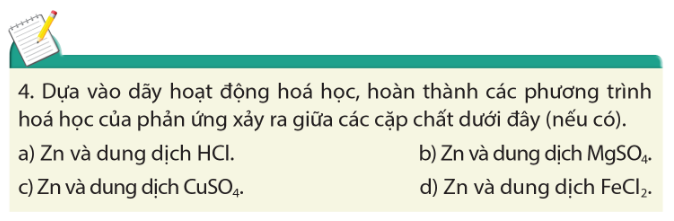 4. Dựa vào dãy hoạt động hoá học, hoàn thành các phương trình
hoá học của phản ứng xảy ra giữa các cặp chất dưới đây (nếu có).
a) Zn và dung dịch HCl. b) Zn và dung dịch MgSO₄.
c) Zn và dung dịch CuSO₄. d) Zn và dung dịch FeCl₂.